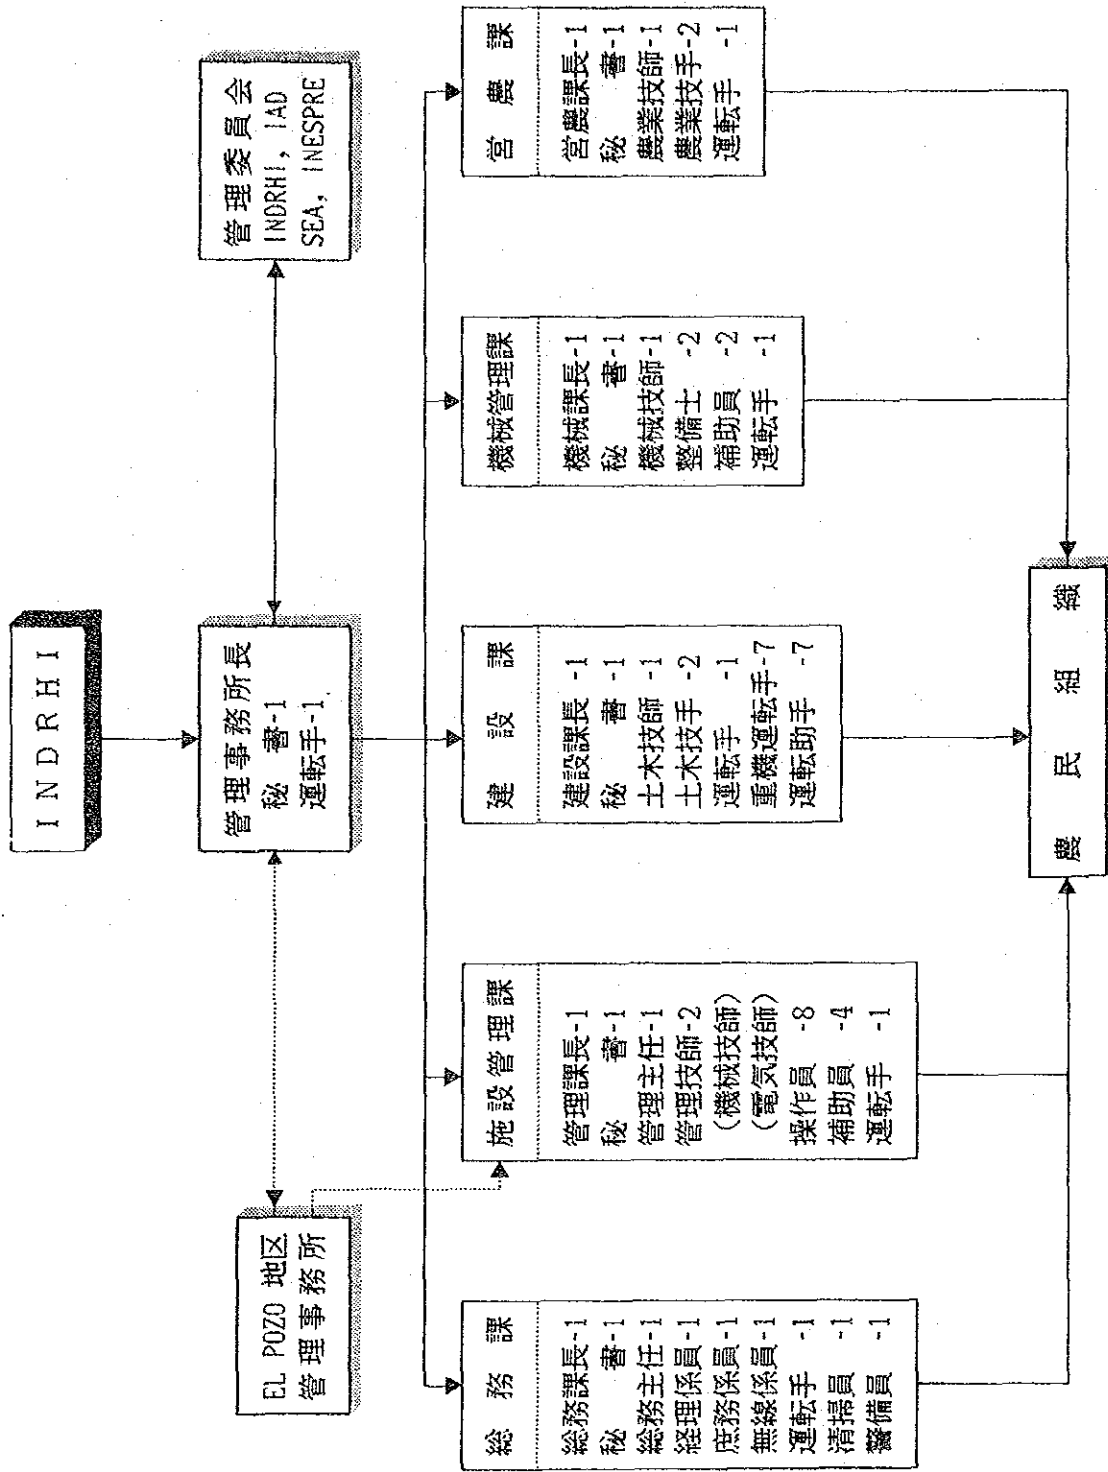 INDRHI
管理事務所長
秘　書-1
運転手-1
管理委員会
INDRHI, IAD
SEA, INESPRE
EL POZO 地区
管理事務所
総　務　課
総務課長-1
秘　　書-1
総務主任-1
経理係員-1
庶務係員-1
無線係員-1
運転手　-1
清掃員　-1
警備員　-1
施設管理課
管理課長-1
秘　　書-1
管理主任-1
管理技師-2
(機械技師)
(電気技師)
操作員　-8
補助員　-4
運転手　-1
建　設　課
建設課長　-1
秘　　書　-1
土木技師　-1
土木技手　-2
運転手　　-1
重機運転手-7
運転助手　-7
機械管理課
機械課長-1
秘　　書-1
機械技師-1
整備士　-2
補助員　-2
運転手　-1
営　農　課
営農課長-1
秘　　書-1
農業技師-1
農業技手-2
運転手　-1
農　民　組　織